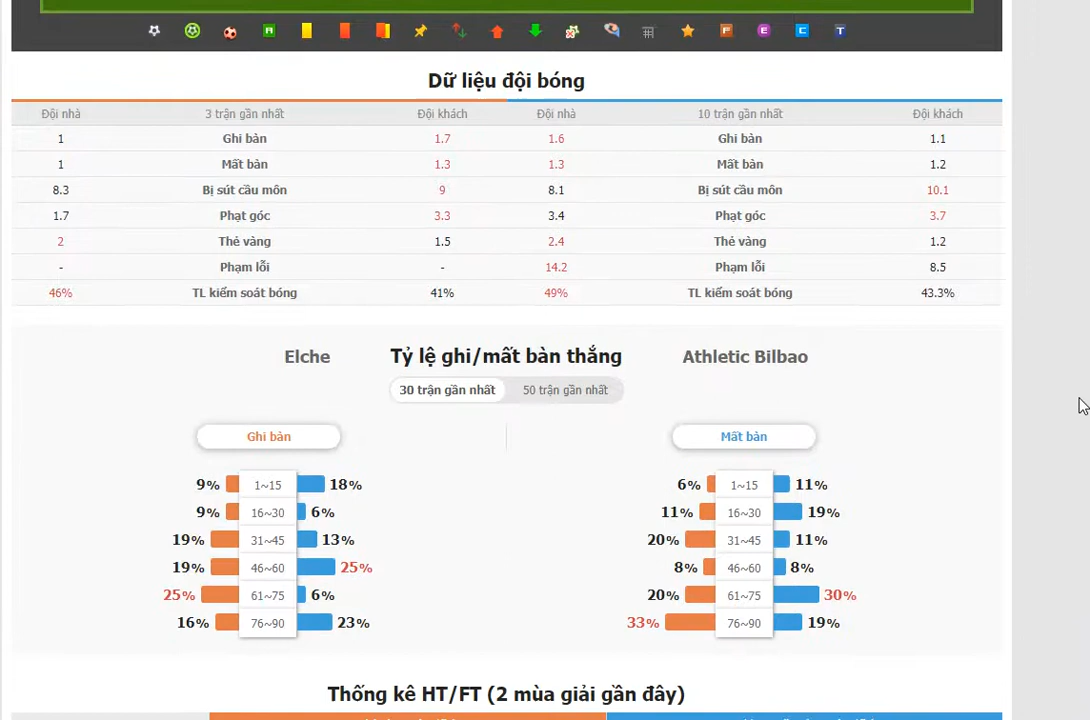 Dữ liệu đội bóng
Đội nhà 3 trận gần nhất Đội khách Đội nhà 10 trận gần nhất Đội khách
1 Ghi bàn 1.7 1.6 Ghi bàn 1.1
1 Mất bàn 1.3 1.3 Mất bàn 1.2
8.3 Bị sút cầu môn 9 8.1 Bị sút cầu môn 10.1
1.7 Phạt góc 3.3 3.4 Phạt góc 3.7
2 Thẻ vàng 1.5 2.4 Thẻ vàng 1.2
- Phạm lỗi - 14.2 Phạm lỗi 8.5
46% TL kiểm soát bóng 41% 49% TL kiểm soát bóng 43.3%
Elche Tỷ lệ ghi/mất bàn thắng Athletic Bilbao
30 trận gần nhất 50 trận gần nhất
Ghi bàn Mất bàn
9% 1~15 18% 6% 1~15 11%
9% 16~30 6% 11% 16~30 19%
19% 31~45 13% 20% 31~45 11%
19% 46~60 25% 8% 46~60 8%
25% 61~75 6% 20% 61~75 30%
16% 76~90 23% 33% 76~90 19%
Thống kê HT/FT (2 mùa giải gần đây)